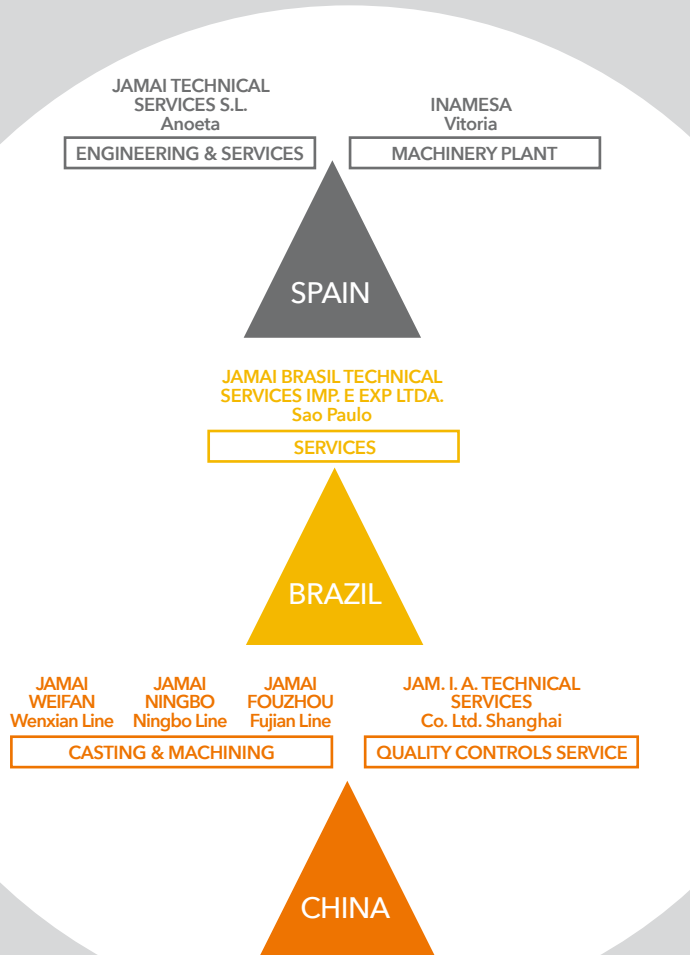 JAMAI TECHNICAL
SERVICES S.L.
Anoeta
ENGINEERING & SERVICES
INAMESA
Vitoria
MACHINERY PLANT
SPAIN
JAMAI BRASIL TECHNICAL
SERVICES IMP. E EXP LTDA.
Sao Paulo
SERVICES
BRAZIL
JAMAI
WEIFAN
Wenxian Line
JAMAI
NINGBO
Ningbo Line
JAMAI
FOUZHOU
Fujian Line
CASTING & MACHINING
JAM. I. A. TECHNICAL
SERVICES
Co. Ltd. Shanghai
QUALITY CONTROLS SERVICE
CHINA